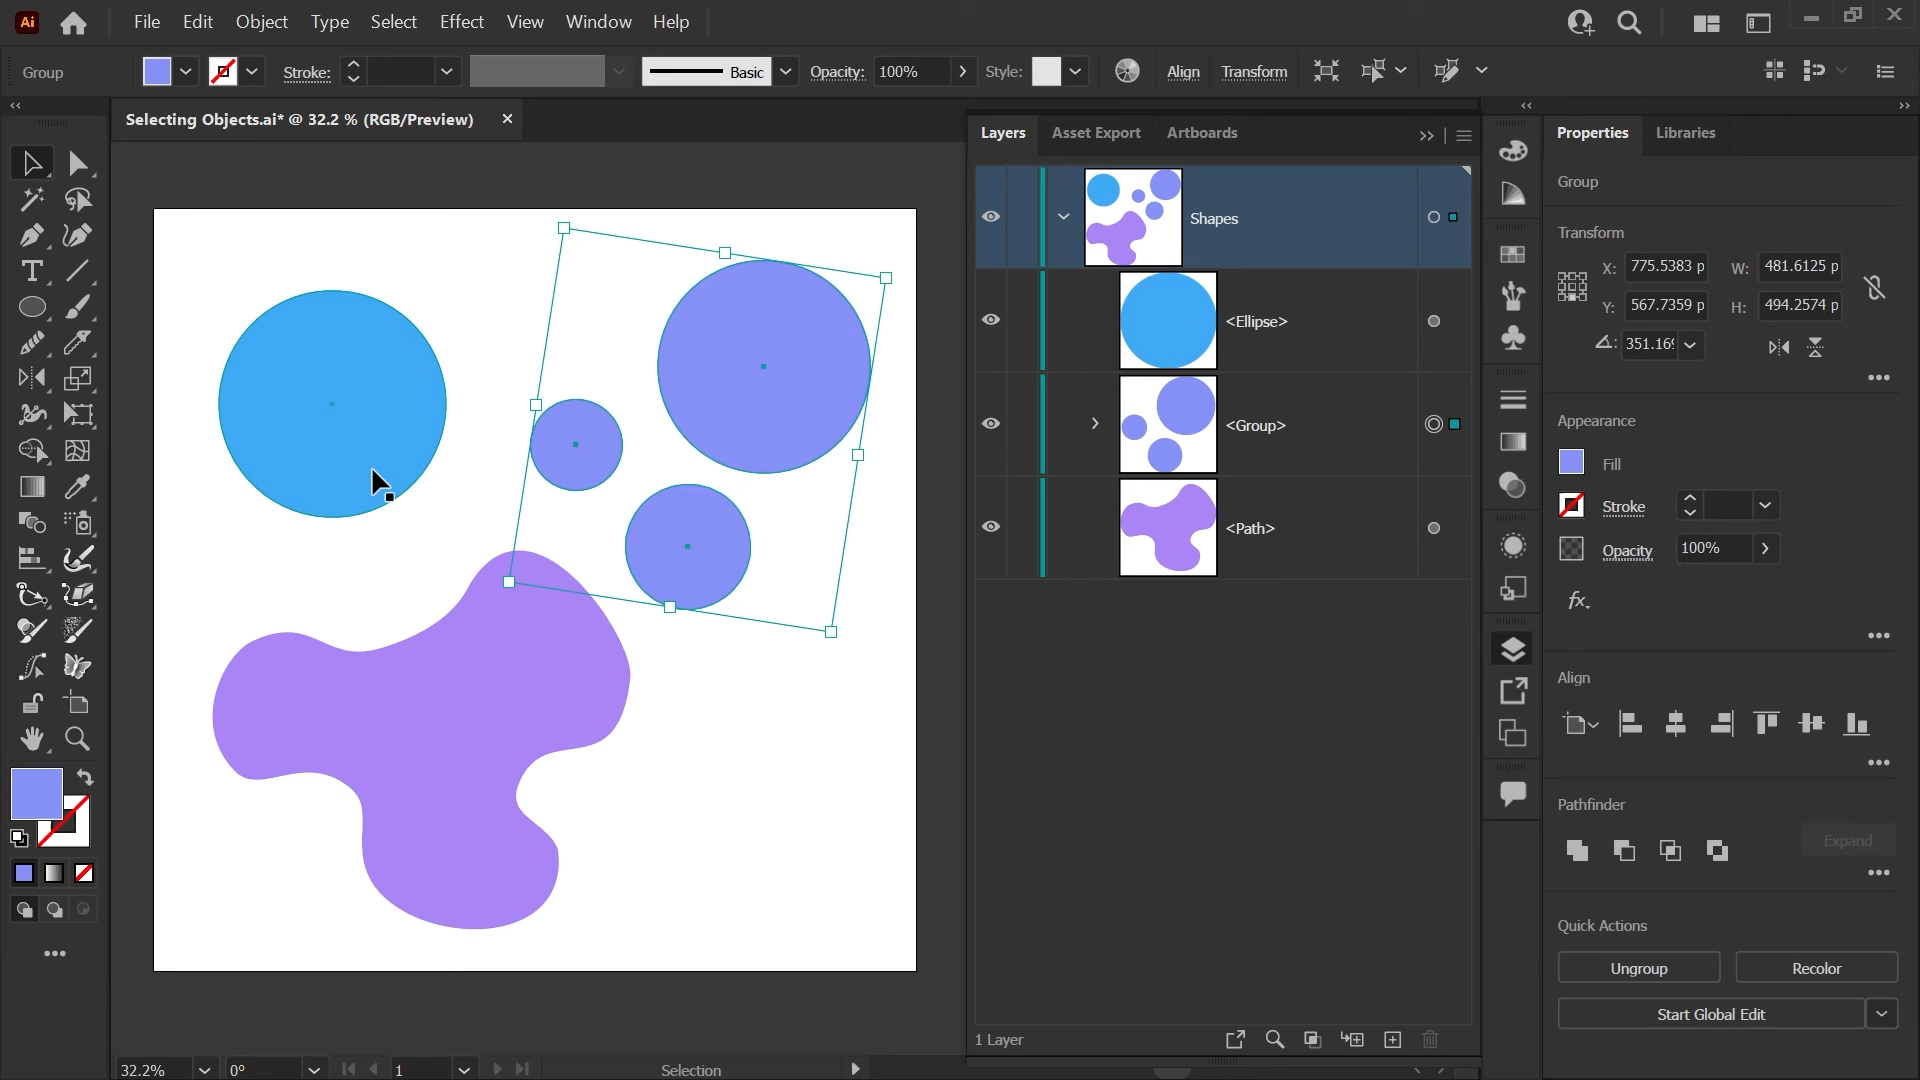 Ai File Edit Object Type Select Effect View Window Help
Group Stroke: Basic Opacity: 100% Style: Align Transform
Selecting Objects.ai* @ 32.2 % (RGB/Preview)
Layers Asset Export Artboards
Shapes
<Ellipse>
<Group>
<Path>
1 Layer
Properties Libraries
Group
Transform
X: 775.5383 p W: 481.6125 p
Y: 567.7359 p H: 494.2574 p
351.16
Appearance
Fill
Stroke
Opacity 100%
fx.
Align
Pathfinder
Expand
Quick Actions
Ungroup Recolor
Start Global Edit
32.2% 0° 1 Selection